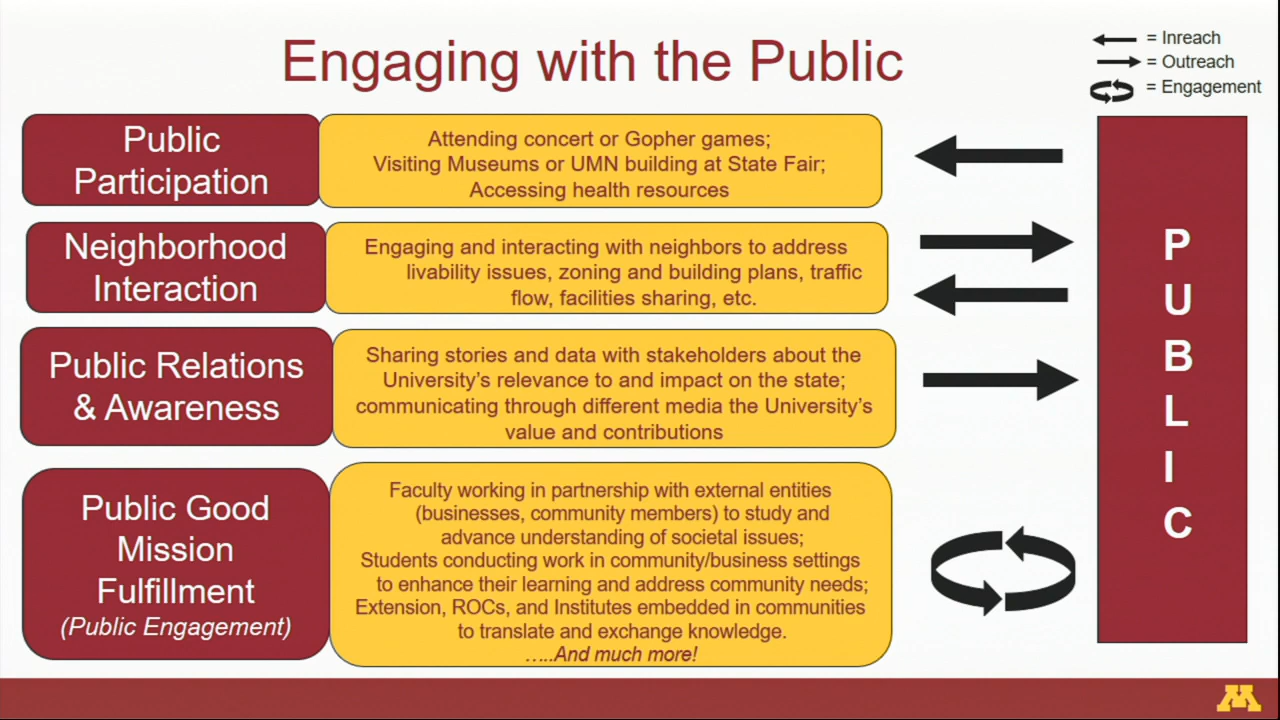 Engaging with the Public
= Inreach
= Outreach
= Engagement
Public
Participation
Attending concert or Gopher games;
Visiting Museums or UMN building at State Fair;
Accessing health resources
Neighborhood
Interaction
Engaging and interacting with neighbors to address
livability issues, zoning and building plans, traffic
flow, facilities sharing, etc.
Public Relations
& Awareness
Sharing stories and data with stakeholders about the
University's relevance to and impact on the state;
communicating through different media the University's
value and contributions
Public Good
Mission
Fulfillment
(Public Engagement)
Faculty working in partnership with external entities
(businesses, community members) to study and
advance understanding of societal issues;
Students conducting work in community/business settings
to enhance their learning and address community needs;
Extension, ROCs, and Institutes embedded in communities
to translate and exchange knowledge.
…..And much more!
P
U
B
L
I
C
M